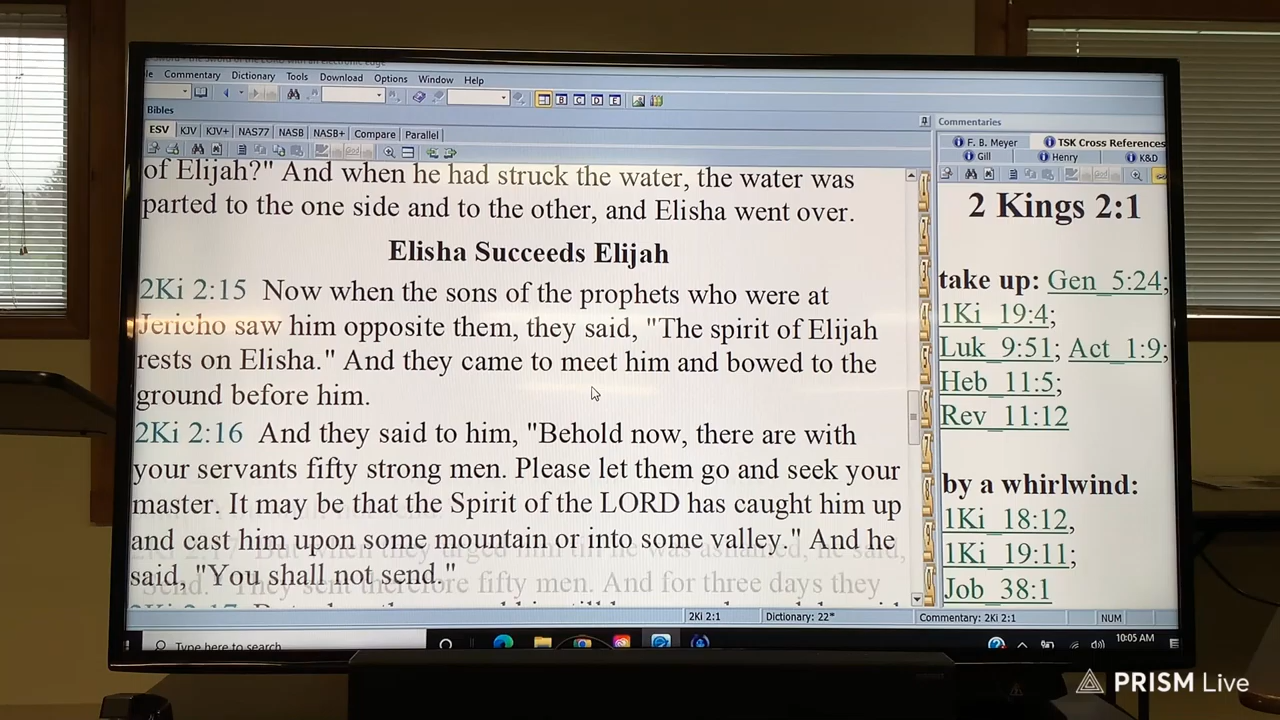 le Commentary Dictionary Tools Download Options Window Help
Bibles
ESV KJV KJV+ NAS77 NASB NASB+ Compare Parallel
of Elijah?" And when he had struck the water, the water was
parted to the one side and to the other, and Elisha went over.
Elisha Succeeds Elijah
2Ki 2:15 Now when the sons of the prophets who were at
Jericho saw him opposite them, they said, "The spirit of Elijah
rests on Elisha." And they came to meet him and bowed to the
ground before him.
2Ki 2:16 And they said to him, "Behold now, there are with
your servants fifty strong men. Please let them go and seek your
master. It may be that the Spirit of the LORD has caught him up
and cast him upon some mountain or into some valley." And he
said, "You shall not send."
Commentaries
F. B. Meyer TSK Cross References
Gill Henry K&D
2 Kings 2:1
take up: Gen_5:24;
1Ki_19:4;
Luk_9:51; Act_1:9;
Heb_11:5;
Rev_11:12
by a whirlwind:
1Ki_18:12,
1Ki_19:11;
Job_38:1
2Ki 2:1 Dictionary: 22* Commentary: 2Ki 2:1 NUM
Type here to search
10:05 AM
PRISM Live